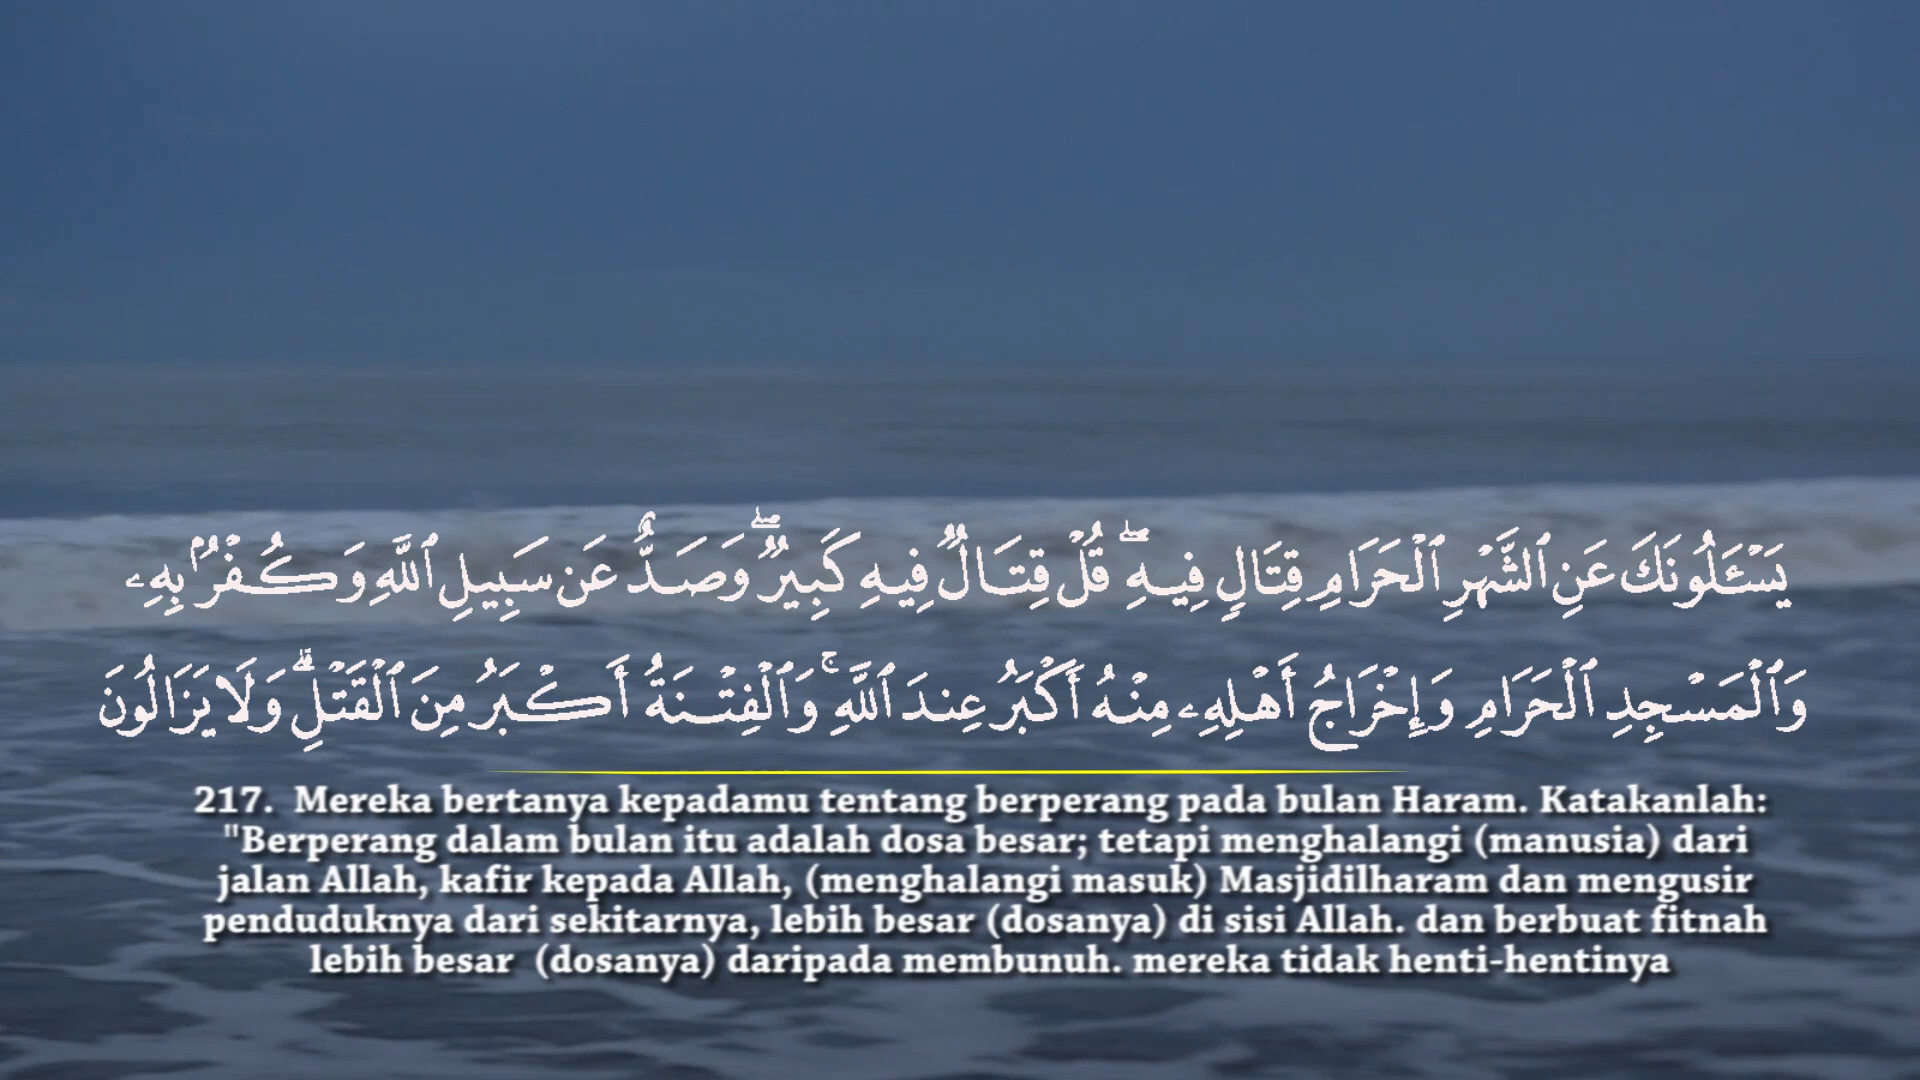 يَسْـَٔلُونَكَ عَنِ ٱلشَّهْرِ ٱلْحَرَامِ قِتَالٍ فِيهِ ۖ قُلْ قِتَالٌ فِيهِ كَبِيرٌ ۖ وَصَدٌّ عَن سَبِيلِ ٱللَّهِ وَكُفْرٌۢ بِهِۦ
وَٱلْمَسْجِدِ ٱلْحَرَامِ وَإِخْرَاجُ أَهْلِهِۦ مِنْهُ أَكْبَرُ عِندَ ٱللَّهِ ۚ وَٱلْفِتْنَةُ أَكْبَرُ مِنَ ٱلْقَتْلِ ۗ وَلَا يَزَالُونَ
217. Mereka bertanya kepadamu tentang berperang pada bulan Haram. Katakanlah:
"Berperang dalam bulan itu adalah dosa besar; tetapi menghalangi (manusia) dari
jalan Allah, kafir kepada Allah, (menghalangi masuk) Masjidilharam dan mengusir
penduduknya dari sekitarnya, lebih besar (dosanya) di sisi Allah. dan berbuat fitnah
lebih besar (dosanya) daripada membunuh. mereka tidak henti-hentinya